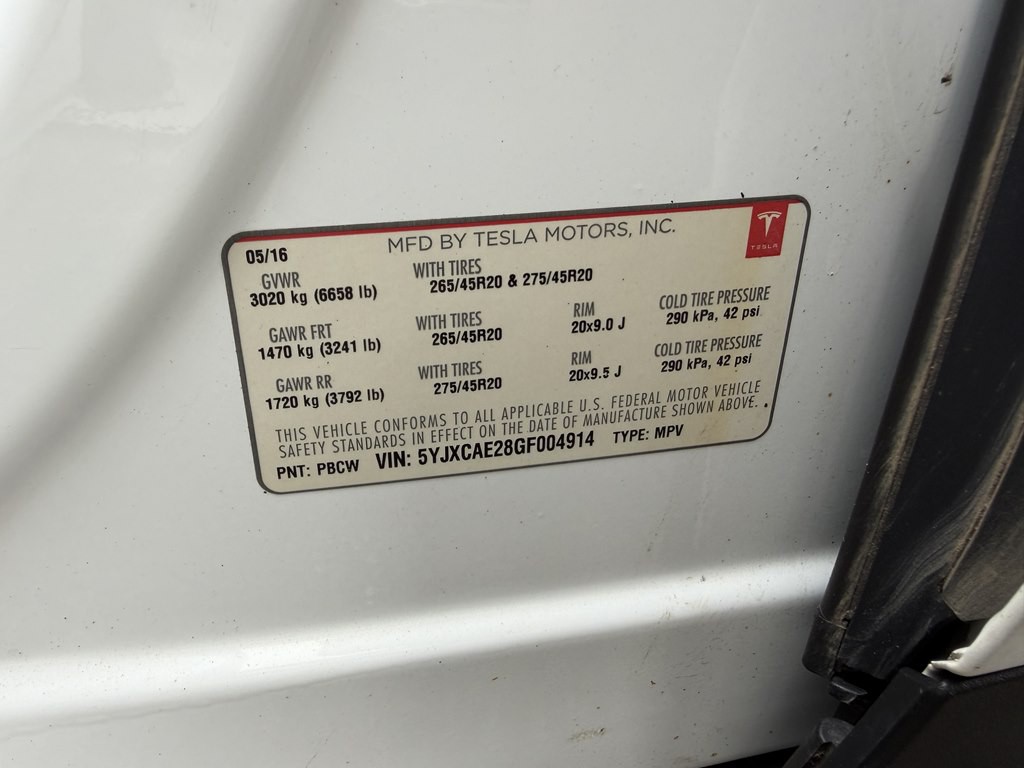 05/16
MFD BY TESLA MOTORS, INC.
TESLA
GVWR
3020 kg (6658 lb)
WITH TIRES
265/45R20 & 275/45R20
GAWR FRT
1470 kg (3241 lb)
WITH TIRES
265/45R20
RIM
20x9.0 J
COLD TIRE PRESSURE
290 kPa, 42 psi
GAWR RR
1720 kg (3792 lb)
WITH TIRES
275/45R20
RIM
20x9.5 J
COLD TIRE PRESSURE
290 kPa, 42 psi
THIS VEHICLE CONFORMS TO ALL APPLICABLE U.S. FEDERAL MOTOR VEHICLE
SAFETY STANDARDS IN EFFECT ON THE DATE OF MANUFACTURE SHOWN ABOVE.
PNT: PBCW VIN: 5YJXCAE28GF004914 TYPE: MPV